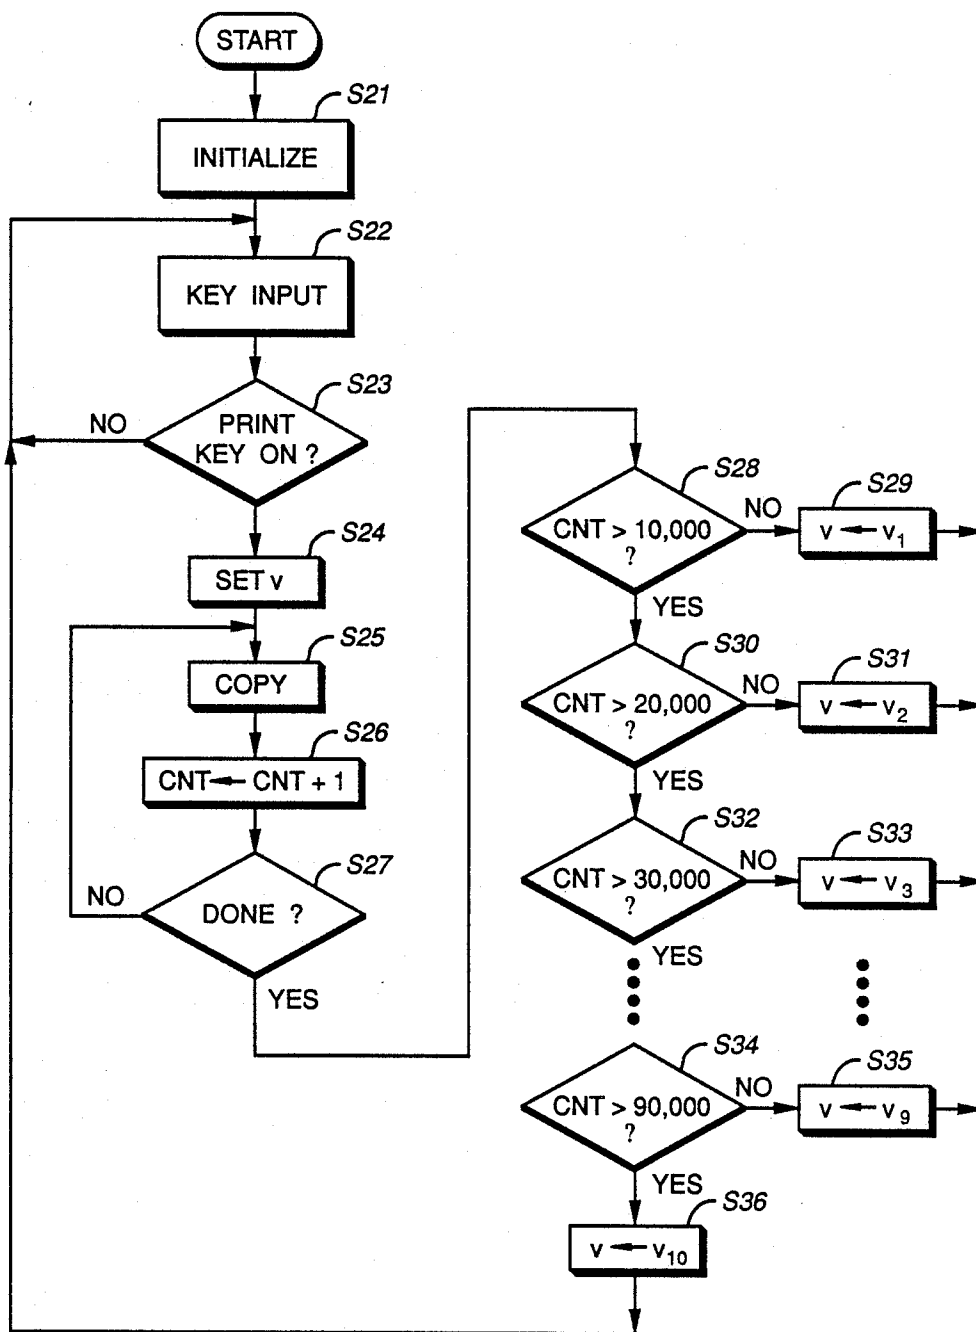 START
S21
INITIALIZE
S22
KEY INPUT
S23
PRINT
KEY ON ?
NO
S24
SET v
S25
COPY
S26
CNT ← CNT + 1
S27
DONE ?
NO
YES
S28
CNT > 10,000
?
NO
YES
S29
v ← v1
S30
CNT > 20,000
?
NO
YES
S31
v ← v2
S32
CNT > 30,000
?
NO
YES
S33
v ← v3
S34
CNT > 90,000
?
NO
YES
S35
v ← v9
S36
v ← v10